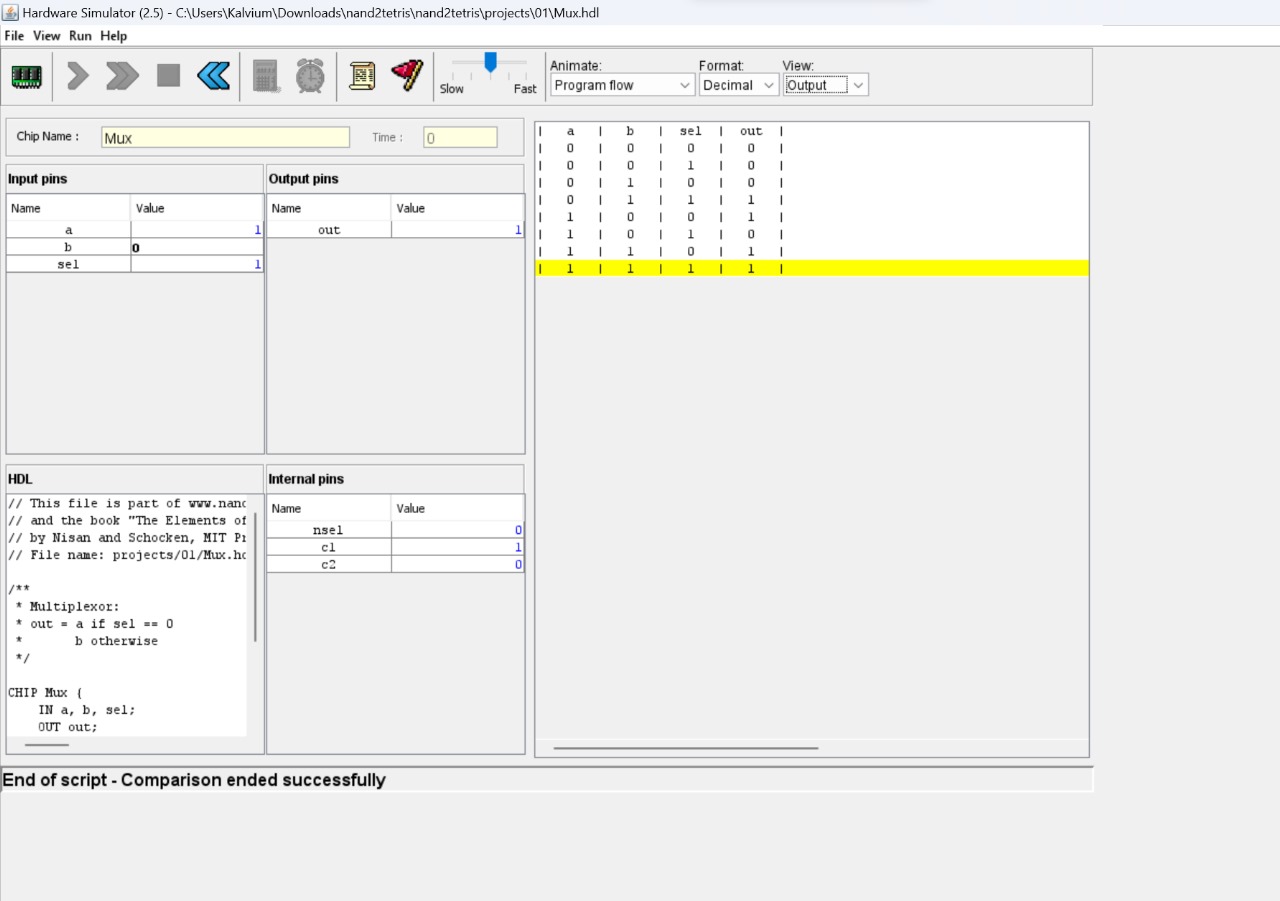 Hardware Simulator (2.5) - C:\Users\Kalvium\Downloads\nand2tetris\nand2tetris\projects\01\Mux.hdl
File View Run Help
Slow Fast
Animate: Format: View:
Program flow Decimal Output
Chip Name : Mux Time : 0
Input pins
Name Value
a 1
b 0
sel 1
Output pins
Name Value
out 1
HDL
// This file is part of www.nand
// and the book "The Elements of
// by Nisan and Schocken, MIT Pr
// File name: projects/01/Mux.hd
/**
* Multiplexor:
* out = a if sel == 0
* b otherwise
*/
CHIP Mux {
IN a, b, sel;
OUT out;
Internal pins
Name Value
nsel 0
c1 1
c2 0
| a | b | sel | out |
| 0 | 0 | 0 | 0 |
| 0 | 0 | 1 | 0 |
| 0 | 1 | 0 | 0 |
| 0 | 1 | 1 | 1 |
| 1 | 0 | 0 | 1 |
| 1 | 0 | 1 | 0 |
| 1 | 1 | 0 | 1 |
| 1 | 1 | 1 | 1 |
End of script - Comparison ended successfully